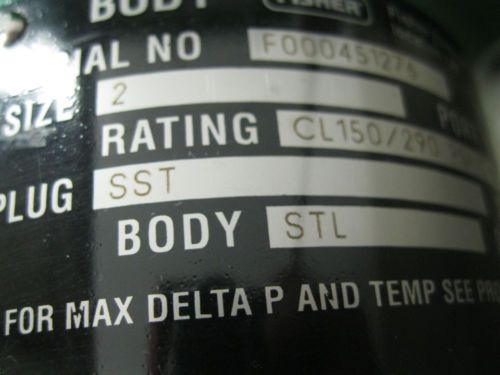 BODY FISHER
SERIAL NO F000451276
SIZE 2
RATING CL150/290
PLUG SST
BODY STL
FOR MAX DELTA P AND TEMP SEE